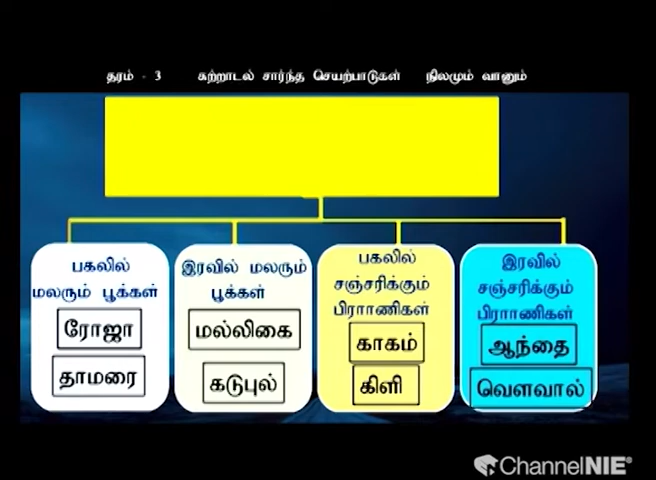 தரம் - 3 சுற்றாடல் சார்ந்த செயற்பாடுகள் நிலமும் வானும்
பகலில்
மலரும் பூக்கள்
ரோஜா
தாமரை
இரவில் மலரும்
பூக்கள்
மல்லிகை
கடுபுல்
பகலில்
சஞ்சரிக்கும்
பிராாணிகள்
காகம்
கிளி
இரவில்
சஞ்சரிக்கும்
பிராாணிகள்
ஆந்தை
வெளவால்
ChannelNIE®